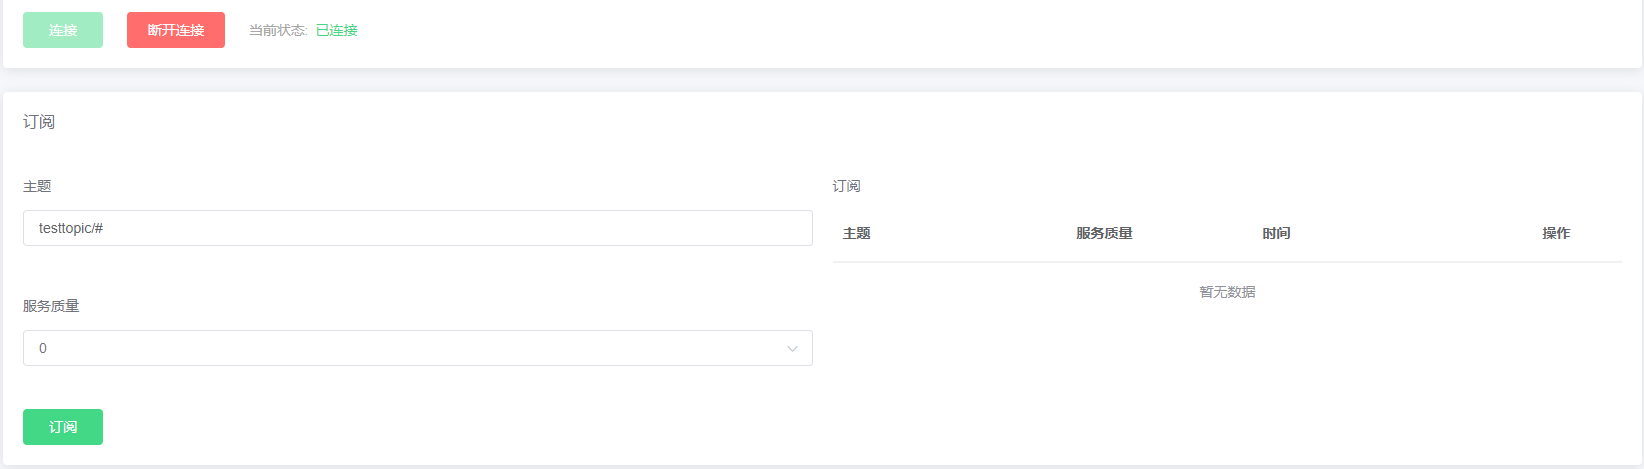 连接 断开连接 当前状态: 已连接
订阅
主题
testtopic/#
服务质量
0
订阅
订阅
主题 服务质量 时间 操作
暂无数据